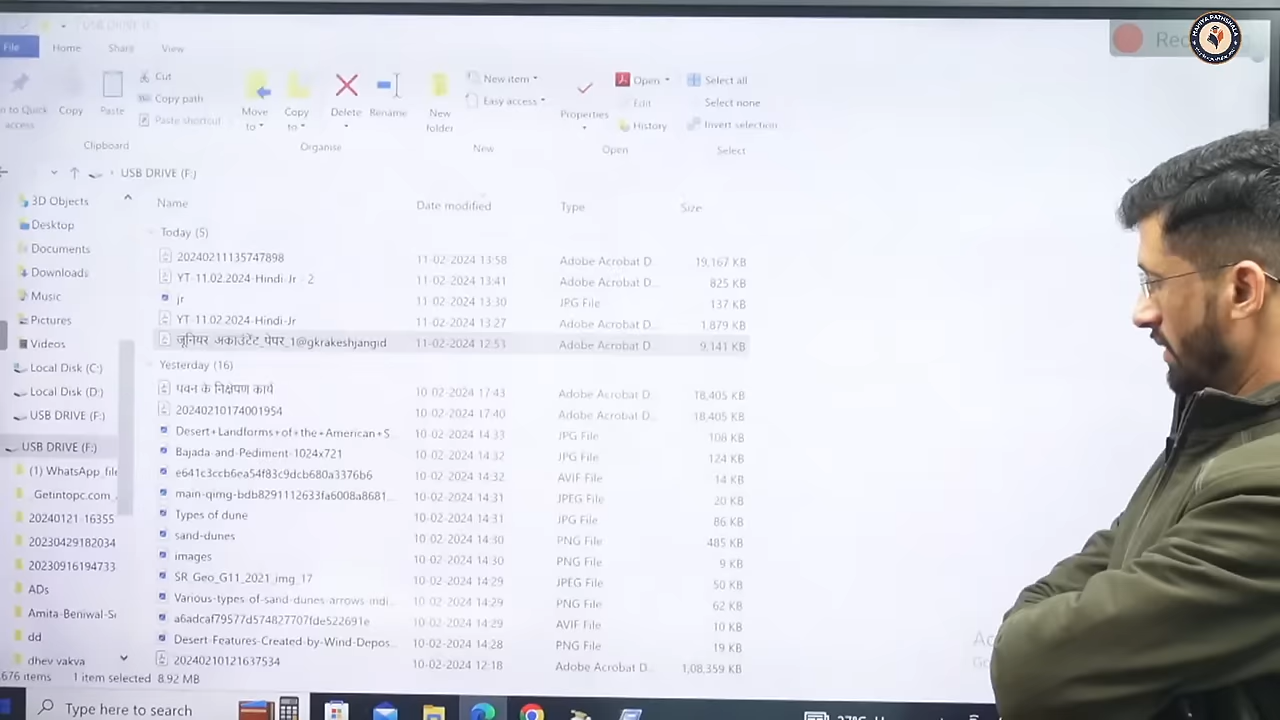 USB DRIVE (F:)
File Home Share View
Cut
Copy path
Paste shortcut
Copy Paste
Clipboard
Move to Copy to Delete Rename
Organise
New folder
New item
Easy access
New
Properties
Open
Edit
History
Open
Select all
Select none
Invert selection
Select
USB DRIVE (F:)
3D Objects
Desktop
Documents
Downloads
Music
Pictures
Videos
Local Disk (C:)
Local Disk (D:)
USB DRIVE (F:)
USB DRIVE (F:)
(1) WhatsApp_file
Getintopc.com_
20240121_16355
20230429182034
20230916194733
ADs
Amita-Beniwal-S
dd
dhev vakva
Name Date modified Type Size
Today (5)
20240211135747898 11-02-2024 13:58 Adobe Acrobat D... 19,167 KB
YT-11.02.2024-Hindi-Jr - 2 11-02-2024 13:41 Adobe Acrobat D... 825 KB
jr 11-02-2024 13:30 JPG File 137 KB
YT-11.02.2024-Hindi-Jr 11-02-2024 13:27 Adobe Acrobat D... 1,879 KB
जूनियर अकाउंटेंट_पेपर_1@gkrakeshjangid 11-02-2024 12:53 Adobe Acrobat D... 9,141 KB
Yesterday (16)
पवन के निक्षेपण कार्य 10-02-2024 17:43 Adobe Acrobat D... 18,405 KB
20240210174001954 10-02-2024 17:40 Adobe Acrobat D... 18,405 KB
Desert+Landforms+of+the+American+S... 10-02-2024 14:33 JPG File 108 KB
Bajada-and-Pediment-1024x721 10-02-2024 14:32 JPG File 124 KB
e641c3ccb6ea54f83c9dcb680a3376b6 10-02-2024 14:32 AVIF File 14 KB
main-qimg-bdb8291112633fa6008a8681... 10-02-2024 14:31 JPEG File 20 KB
Types of dune 10-02-2024 14:31 JPG File 86 KB
sand-dunes 10-02-2024 14:30 PNG File 485 KB
images 10-02-2024 14:30 PNG File 9 KB
SR_Geo_G11_2021_img_17 10-02-2024 14:29 JPEG File 50 KB
Various-types-of-sand-dunes-arrows-indi... 10-02-2024 14:29 PNG File 62 KB
a6adcaf79577d574827707fde522691e 10-02-2024 14:29 AVIF File 10 KB
Desert-Features-Created-by-Wind-Depos... 10-02-2024 14:28 PNG File 19 KB
20240210121637534 10-02-2024 12:18 Adobe Acrobat D... 1,08,359 KB
676 items 1 item selected 8.92 MB
Type here to search
MAHIYA PATHSHALA